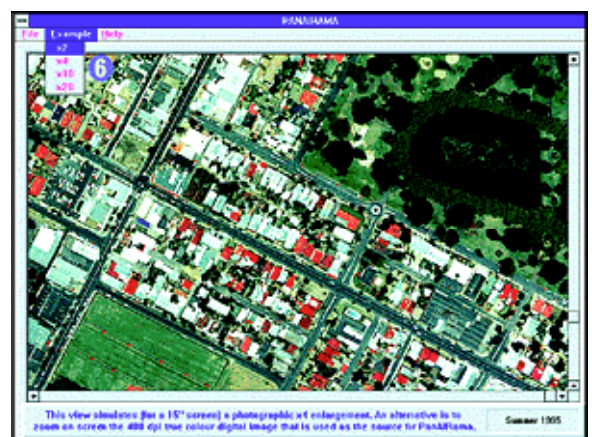 PANAIRAMA
File Example Help
x2
x4
x10
x20
6
This view simulates (for a 15" screen) a photographic x4 enlargement. An alternative is to
zoom on screen the 400 dpi true colour digital image that is used as the source for PanAIRama.
Summer 1995